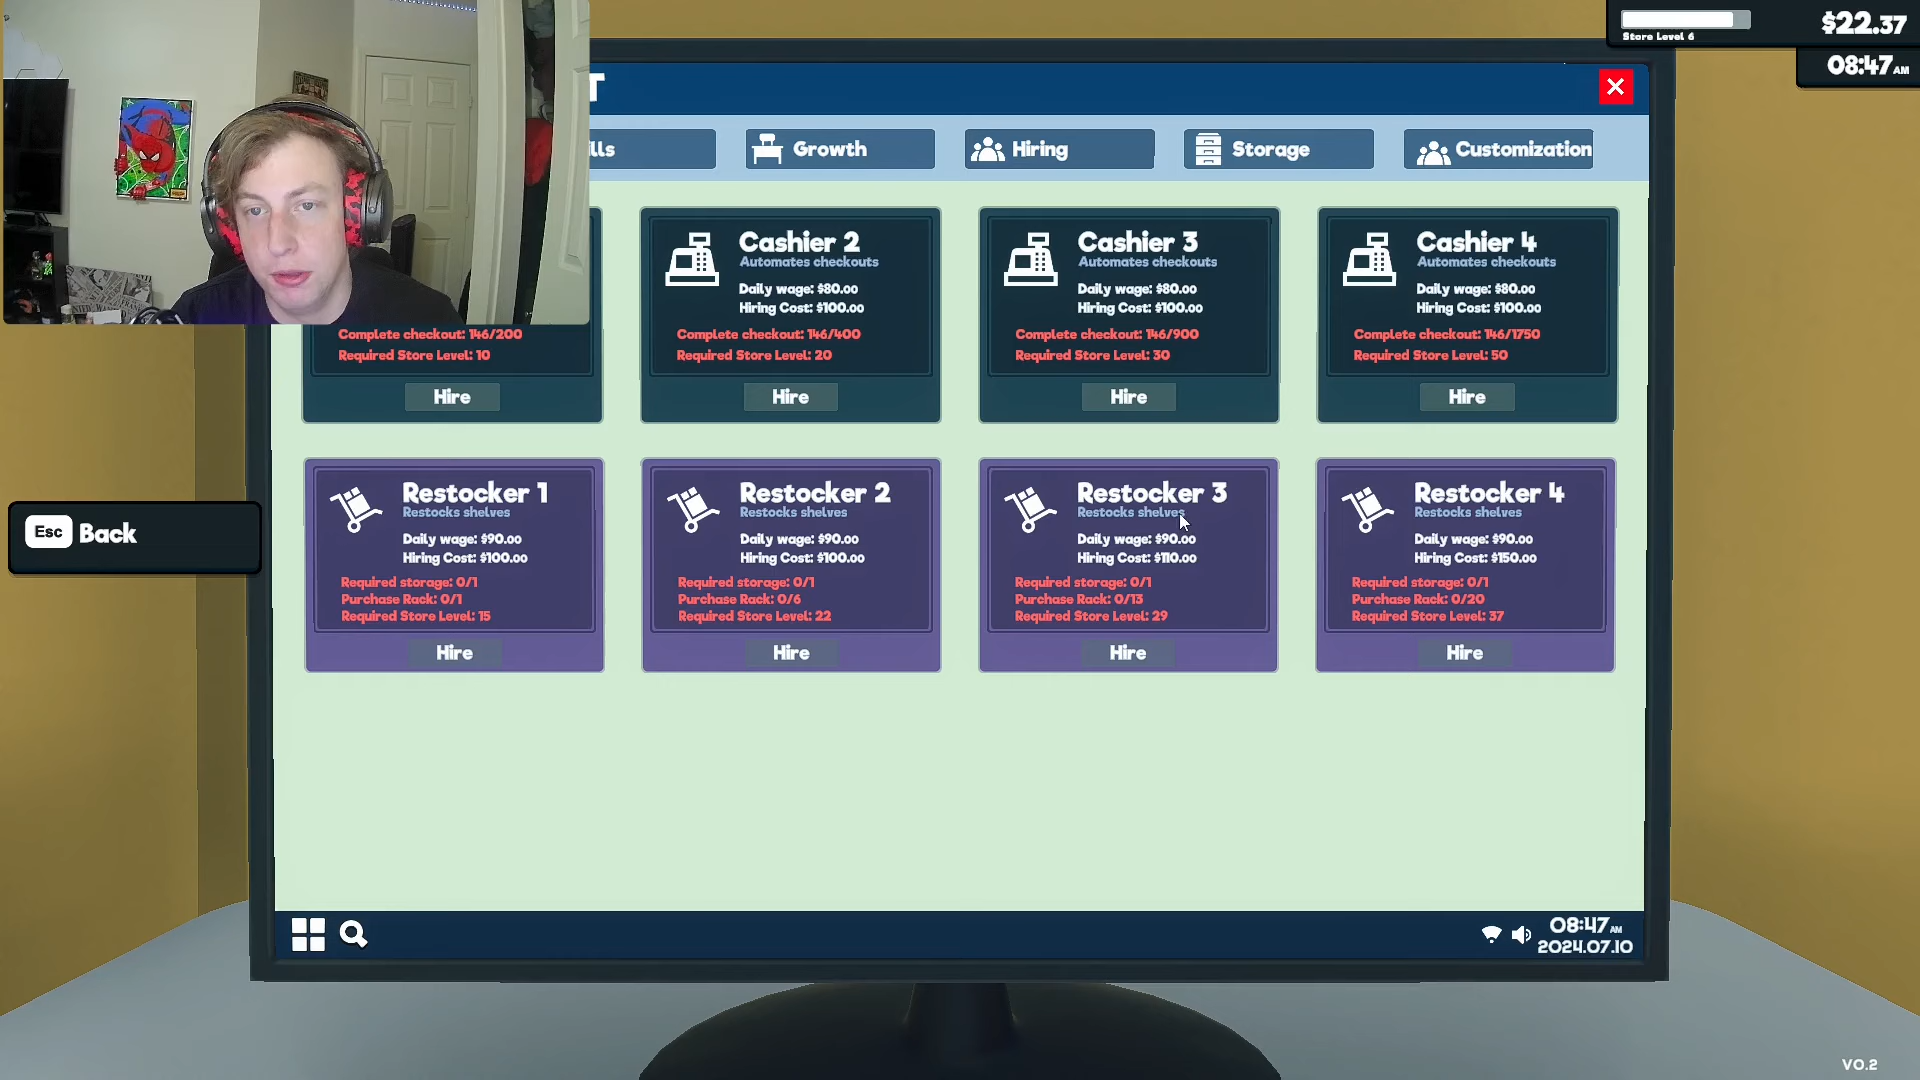 $22.37
Store Level 6
08:47 AM
T
lls
Growth
Hiring
Storage
Customization
Complete checkout: 146/200
Required Store Level: 10
Hire
Cashier 2
Automates checkouts
Daily wage: $80.00
Hiring Cost: $100.00
Complete checkout: 146/400
Required Store Level: 20
Hire
Cashier 3
Automates checkouts
Daily wage: $80.00
Hiring Cost: $100.00
Complete checkout: 146/900
Required Store Level: 30
Hire
Cashier 4
Automates checkouts
Daily wage: $80.00
Hiring Cost: $100.00
Complete checkout: 146/1750
Required Store Level: 50
Hire
Esc Back
Restocker 1
Restocks shelves
Daily wage: $90.00
Hiring Cost: $100.00
Required storage: 0/1
Purchase Rack: 0/1
Required Store Level: 15
Hire
Restocker 2
Restocks shelves
Daily wage: $90.00
Hiring Cost: $100.00
Required storage: 0/1
Purchase Rack: 0/6
Required Store Level: 22
Hire
Restocker 3
Restocks shelves
Daily wage: $90.00
Hiring Cost: $110.00
Required storage: 0/1
Purchase Rack: 0/13
Required Store Level: 29
Hire
Restocker 4
Restocks shelves
Daily wage: $90.00
Hiring Cost: $150.00
Required storage: 0/1
Purchase Rack: 0/20
Required Store Level: 37
Hire
08:47 AM
2024.07.10
V0.2